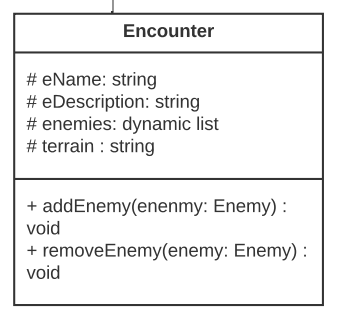 Encounter
# eName: string
# eDescription: string
# enemies: dynamic list
# terrain : string
+ addEnemy(enenmy: Enemy) :
void
+ removeEnemy(enemy: Enemy) :
void